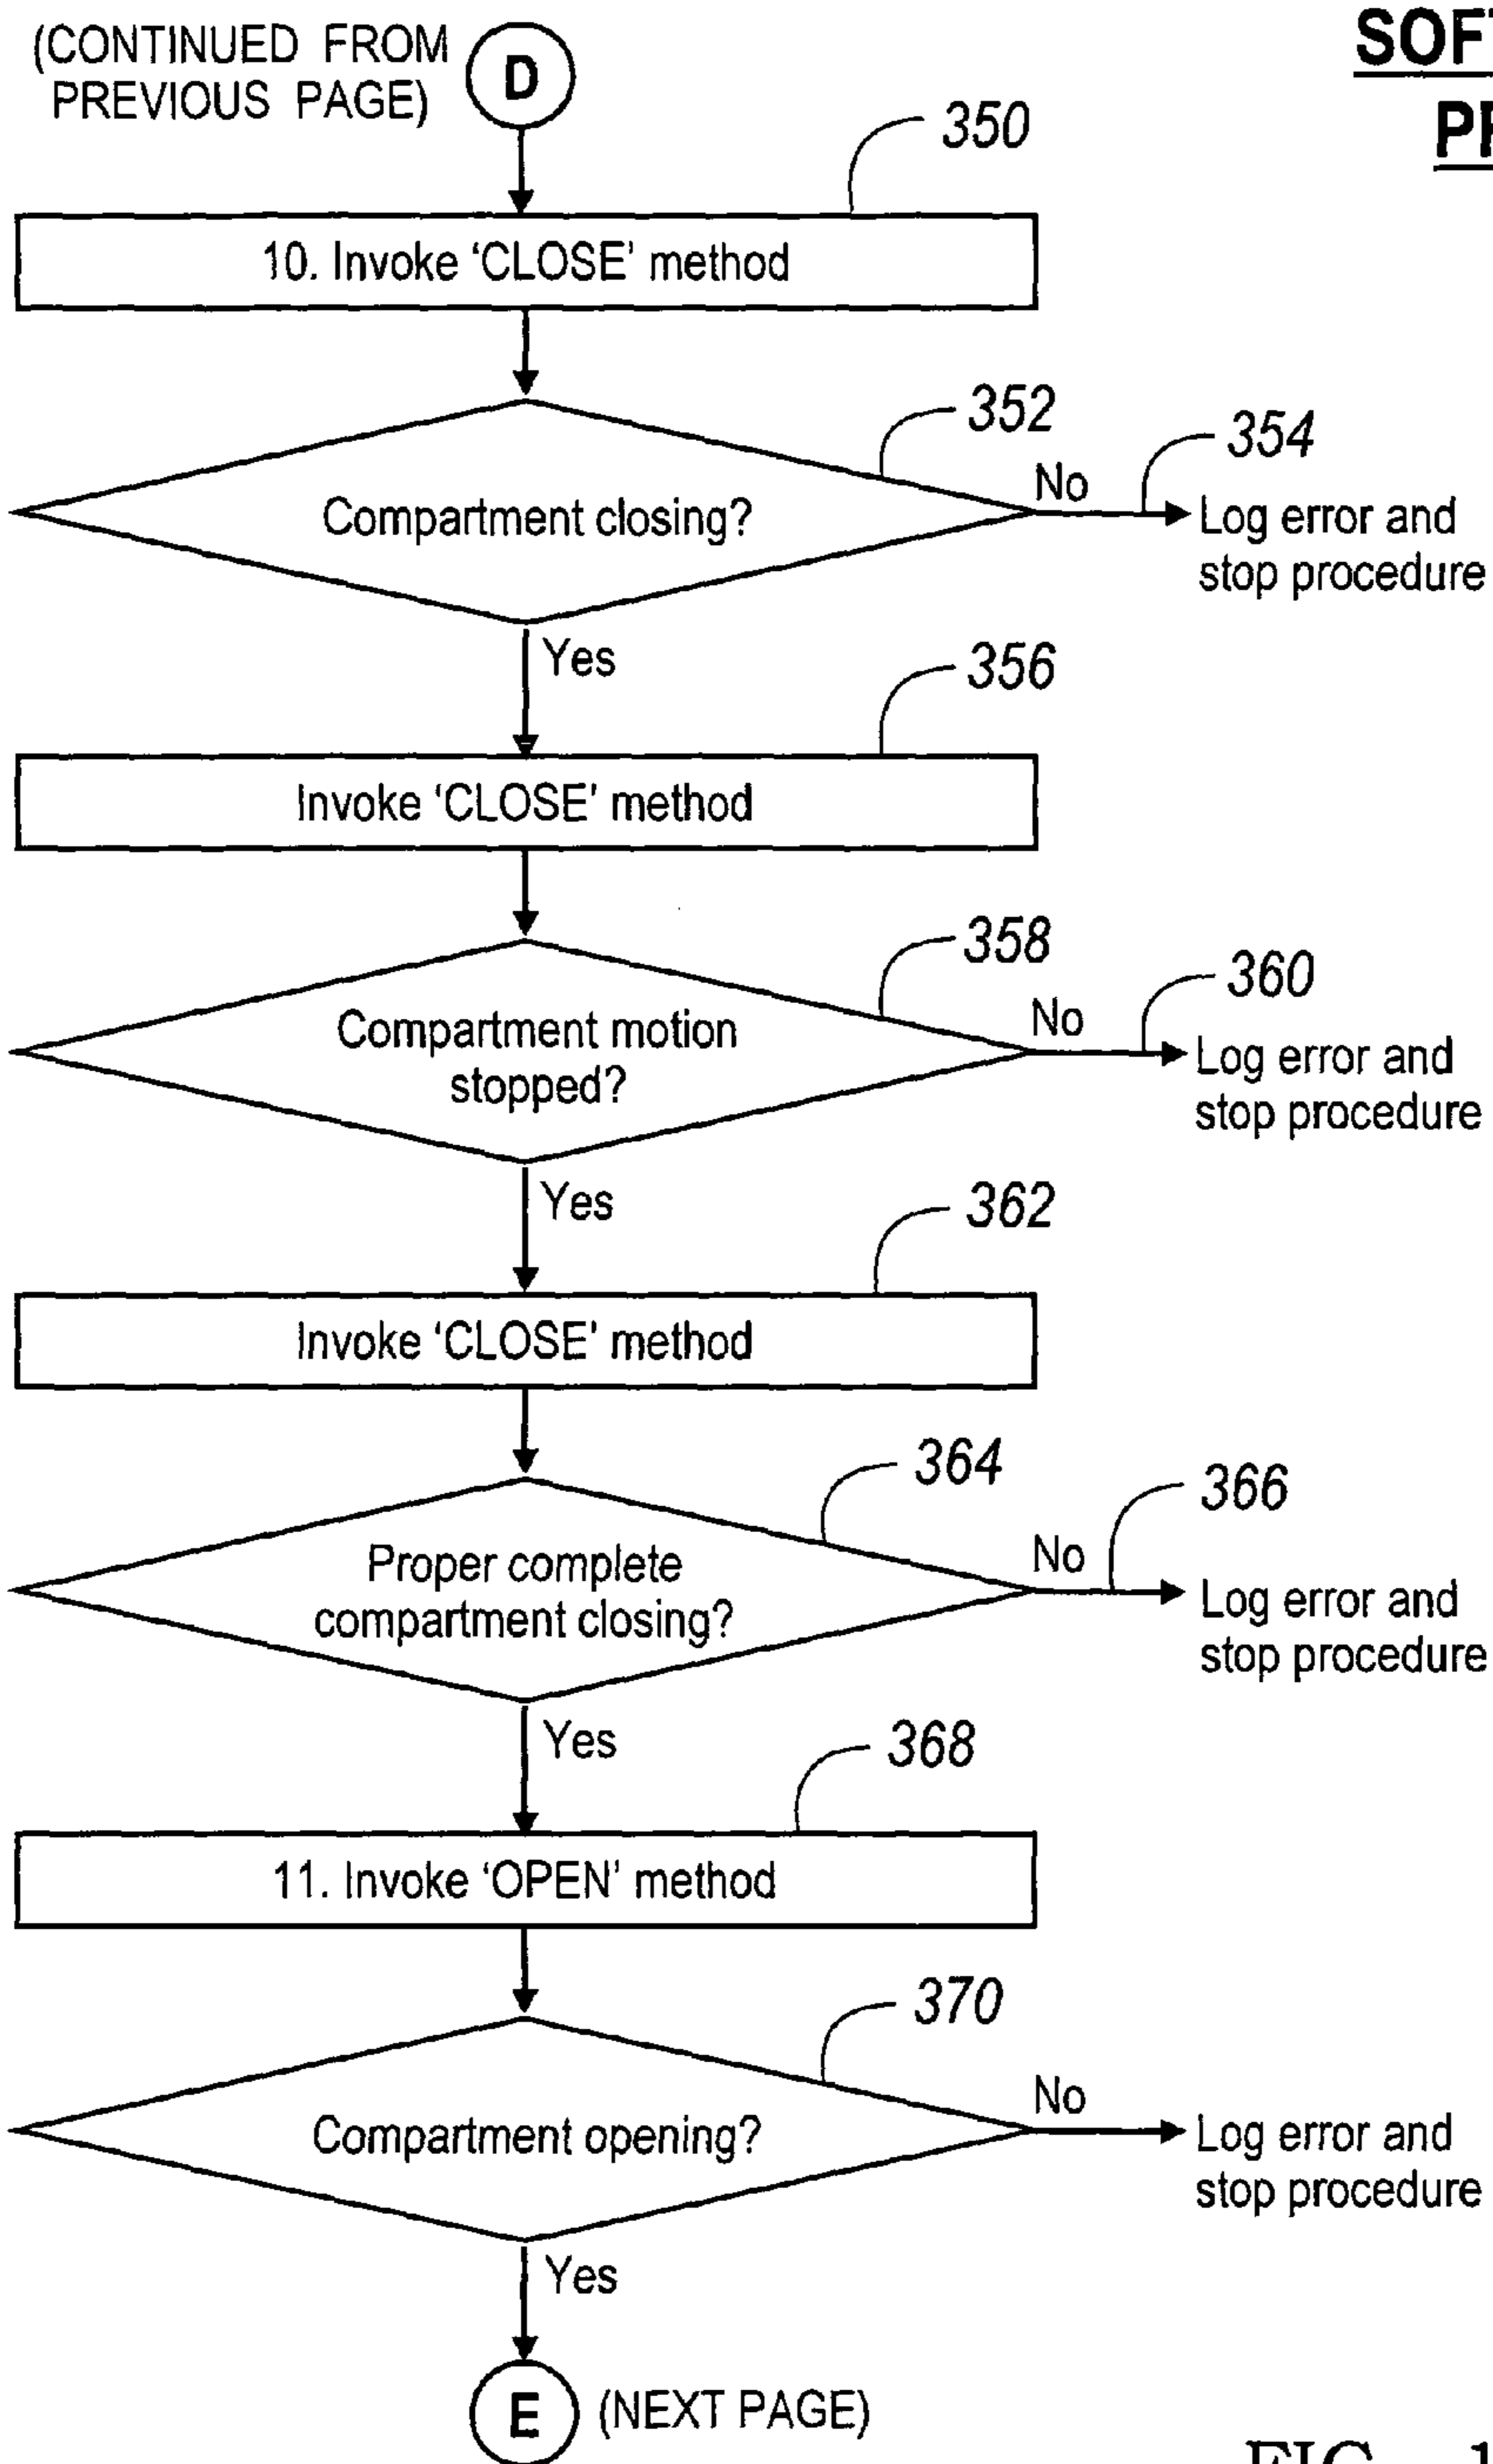 (CONTINUED FROM
PREVIOUS PAGE)
D
350
10. Invoke ‘CLOSE’ method
352
354
Compartment closing?
No
Log error and
stop procedure
Yes
356
Invoke ‘CLOSE’ method
358
360
Compartment motion
stopped?
No
Log error and
stop procedure
Yes
362
Invoke ‘CLOSE’ method
364
366
Proper complete
compartment closing?
No
Log error and
stop procedure
Yes
368
11. Invoke ‘OPEN’ method
370
Compartment opening?
No
Log error and
stop procedure
Yes
E
(NEXT PAGE)